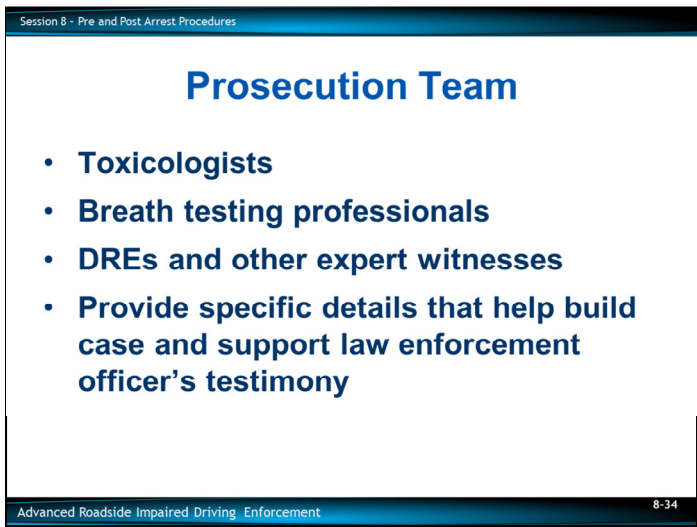 Session 8 - Pre and Post Arrest Procedures
Prosecution Team
• Toxicologists
• Breath testing professionals
• DREs and other expert witnesses
• Provide specific details that help build
case and support law enforcement
officer's testimony
8-34
Advanced Roadside Impaired Driving Enforcement